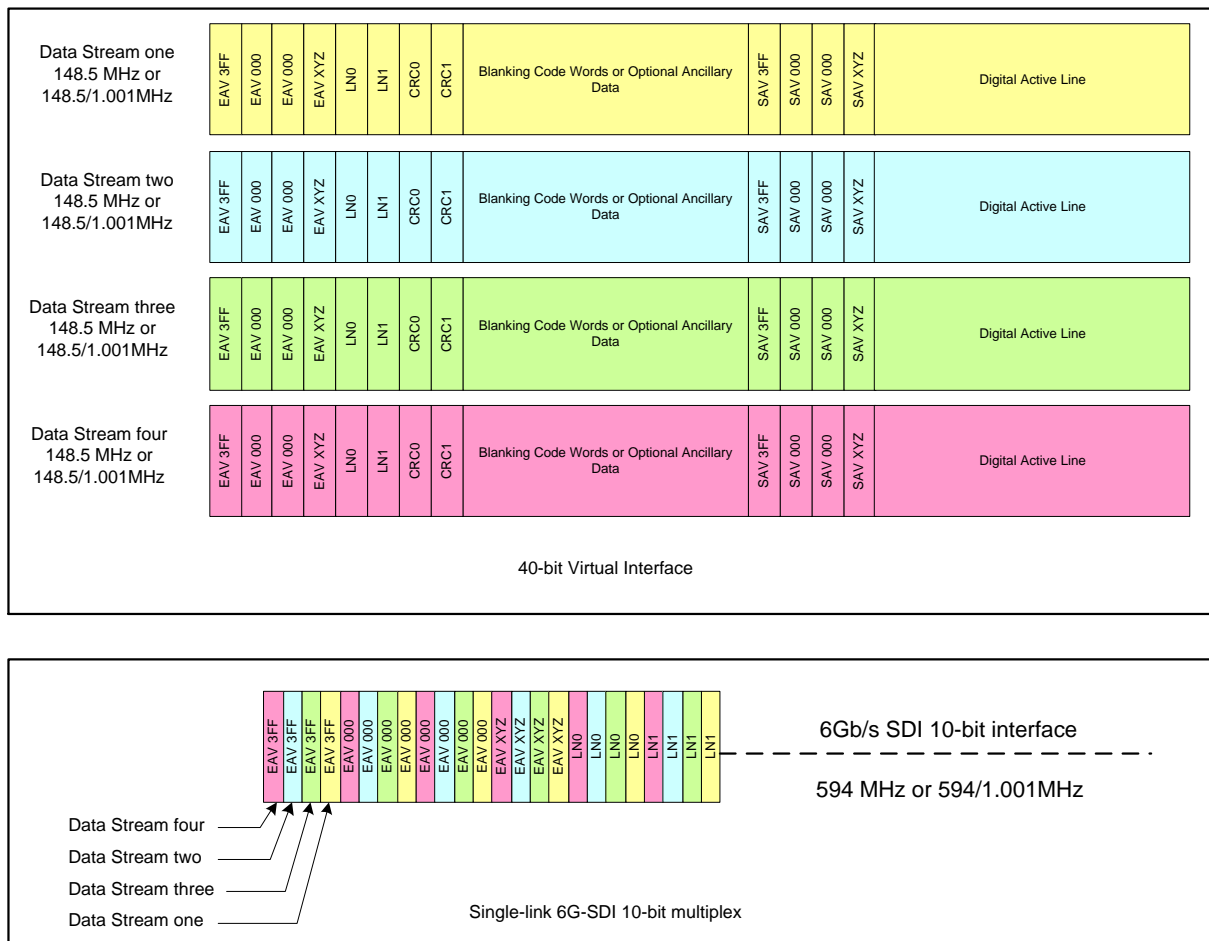 Data Stream one
148.5 MHz or
148.5/1.001MHz
EAV 3FF
EAV 000
EAV 000
EAV XYZ
LN0
LN1
CRC0
CRC1
Blanking Code Words or Optional Ancillary
Data
SAV 3FF
SAV 000
SAV 000
SAV XYZ
Digital Active Line
Data Stream two
148.5 MHz or
148.5/1.001MHz
EAV 3FF
EAV 000
EAV 000
EAV XYZ
LN0
LN1
CRC0
CRC1
Blanking Code Words or Optional Ancillary
Data
SAV 3FF
SAV 000
SAV 000
SAV XYZ
Digital Active Line
Data Stream three
148.5 MHz or
148.5/1.001MHz
EAV 3FF
EAV 000
EAV 000
EAV XYZ
LN0
LN1
CRC0
CRC1
Blanking Code Words or Optional Ancillary
Data
SAV 3FF
SAV 000
SAV 000
SAV XYZ
Digital Active Line
Data Stream four
148.5 MHz or
148.5/1.001MHz
EAV 3FF
EAV 000
EAV 000
EAV XYZ
LN0
LN1
CRC0
CRC1
Blanking Code Words or Optional Ancillary
Data
SAV 3FF
SAV 000
SAV 000
SAV XYZ
Digital Active Line
40-bit Virtual Interface
EAV 3FF
EAV 3FF
EAV 3FF
EAV 3FF
EAV 000
EAV 000
EAV 000
EAV 000
EAV 000
EAV 000
EAV 000
EAV 000
EAV XYZ
EAV XYZ
EAV XYZ
EAV XYZ
LN0
LN0
LN0
LN0
LN1
LN1
LN1
LN1
6Gb/s SDI 10-bit interface
594 MHz or 594/1.001MHz
Data Stream four
Data Stream two
Data Stream three
Data Stream one
Single-link 6G-SDI 10-bit multiplex